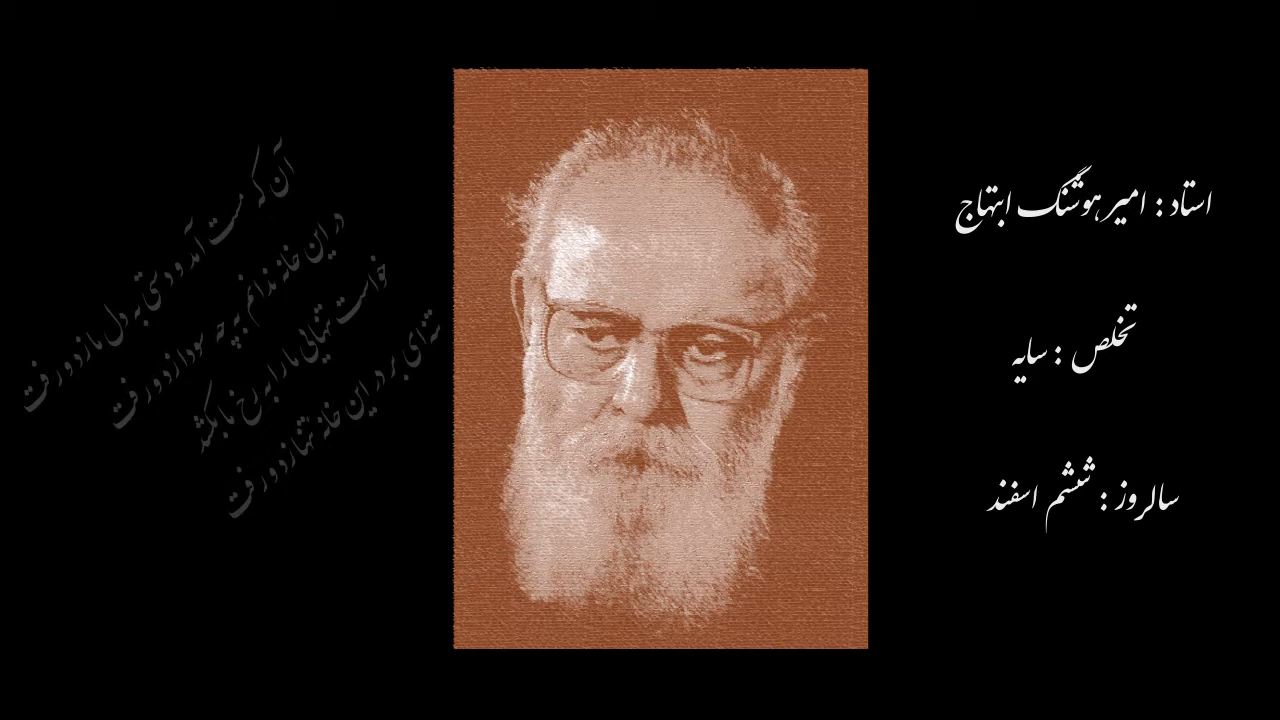 استاد : امیر هوشنگ ابتهاج
تخلص : سایه
سالروز : ششم اسفند
آن که مست آمد و دستی به دل ما زد و رفت
در این خانه ندانم به چه سودا زد و رفت
خواست تنهایی ما را به رخ ما بکشد
تنه‌ای بر در این خانه تنها زد و رفت